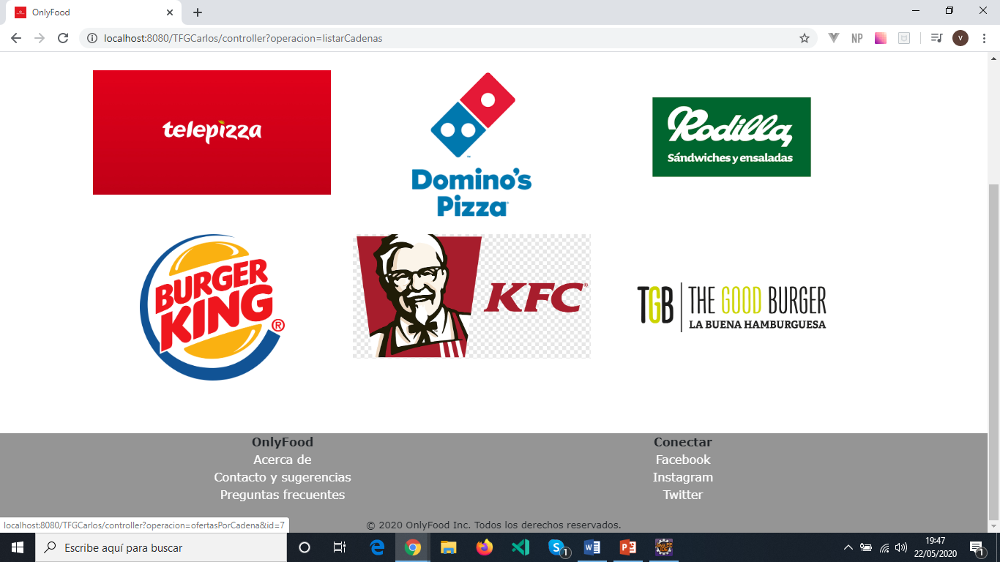 OnlyFood
localhost:8080/TFGCarlos/controller?operacion=listarCadenas
NP
V
telepizza
Domino's
Pizza
™
Rodilla
Sándwiches y ensaladas
BURGER
KING
®
KFC®
TGB THE GOOD BURGER
LA BUENA HAMBURGUESA
OnlyFood
Acerca de
Contacto y sugerencias
Preguntas frecuentes
Conectar
Facebook
Instagram
Twitter
localhost:8080/TFGCarlos/controller?operacion=ofertasPorCadena&id=7
© 2020 OnlyFood Inc. Todos los derechos reservados.
Escribe aquí para buscar
1
19:47
22/05/2020
1